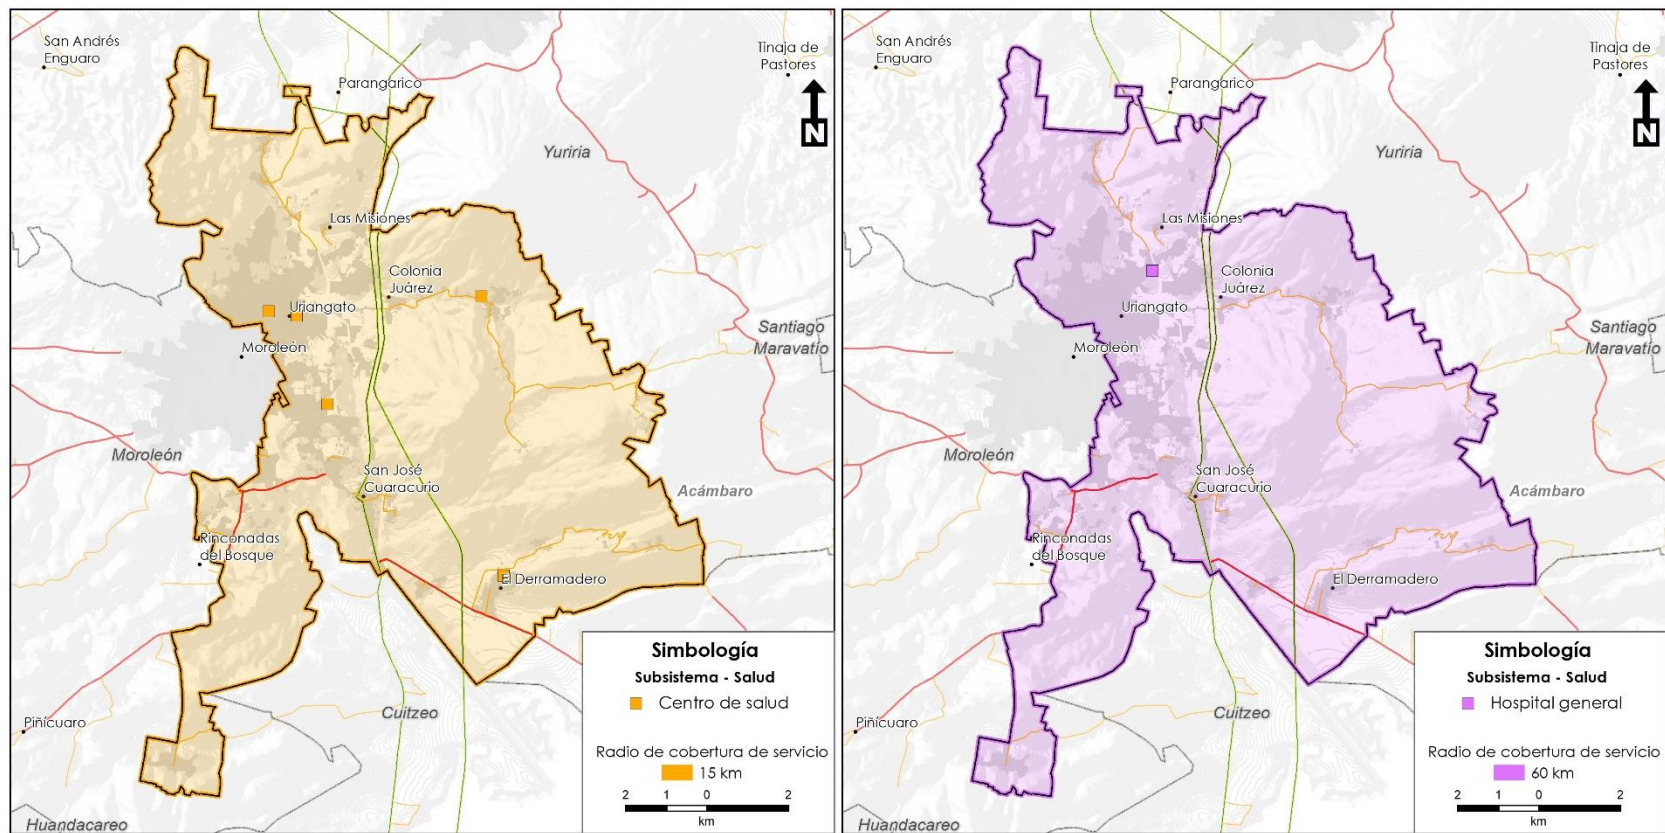 San Andrés
Enguaro
Parangarico
Tinaja de
Pastores
N
Yuriria
Las Misiones
Colonia
Juárez
Uriangato
Moroleón
Santiago
Maravatío
Moroleón
San José
Cuaracurio
Acámbaro
Rinconadas
del Bosque
El Derramadero
Piñícuaro
Cuitzeo
Huandacareo
Simbología
Subsistema - Salud
Centro de salud
Radio de cobertura de servicio
15 km
2 1 0 2
km
San Andrés
Enguaro
Parangarico
Tinaja de
Pastores
N
Yuriria
Las Misiones
Colonia
Juárez
Uriangato
Moroleón
Santiago
Maravatío
Moroleón
San José
Cuaracurio
Acámbaro
Rinconadas
del Bosque
El Derramadero
Piñícuaro
Cuitzeo
Huandacareo
Simbología
Subsistema - Salud
Hospital general
Radio de cobertura de servicio
60 km
2 1 0 2
km